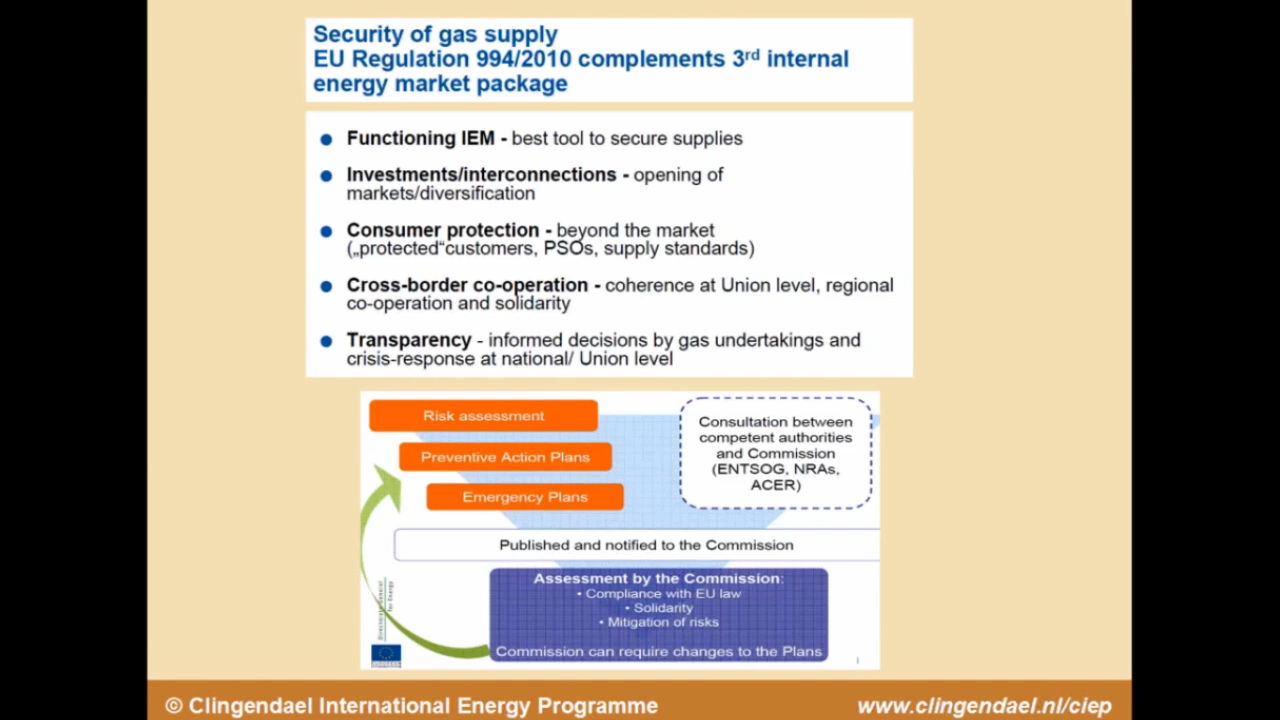 Security of gas supply
EU Regulation 994/2010 complements 3rd internal
energy market package
● Functioning IEM - best tool to secure supplies
● Investments/interconnections - opening of
markets/diversification
● Consumer protection - beyond the market
(„protected“customers, PSOs, supply standards)
● Cross-border co-operation - coherence at Union level, regional
co-operation and solidarity
● Transparency - informed decisions by gas undertakings and
crisis-response at national/ Union level
Risk assessment
Preventive Action Plans
Emergency Plans
Consultation between
competent authorities
and Commission
(ENTSOG, NRAs,
ACER)
Published and notified to the Commission
Assessment by the Commission:
• Compliance with EU law
• Solidarity
• Mitigation of risks
Commission can require changes to the Plans
for Energy
© Clingendael International Energy Programme
www.clingendael.nl/ciep